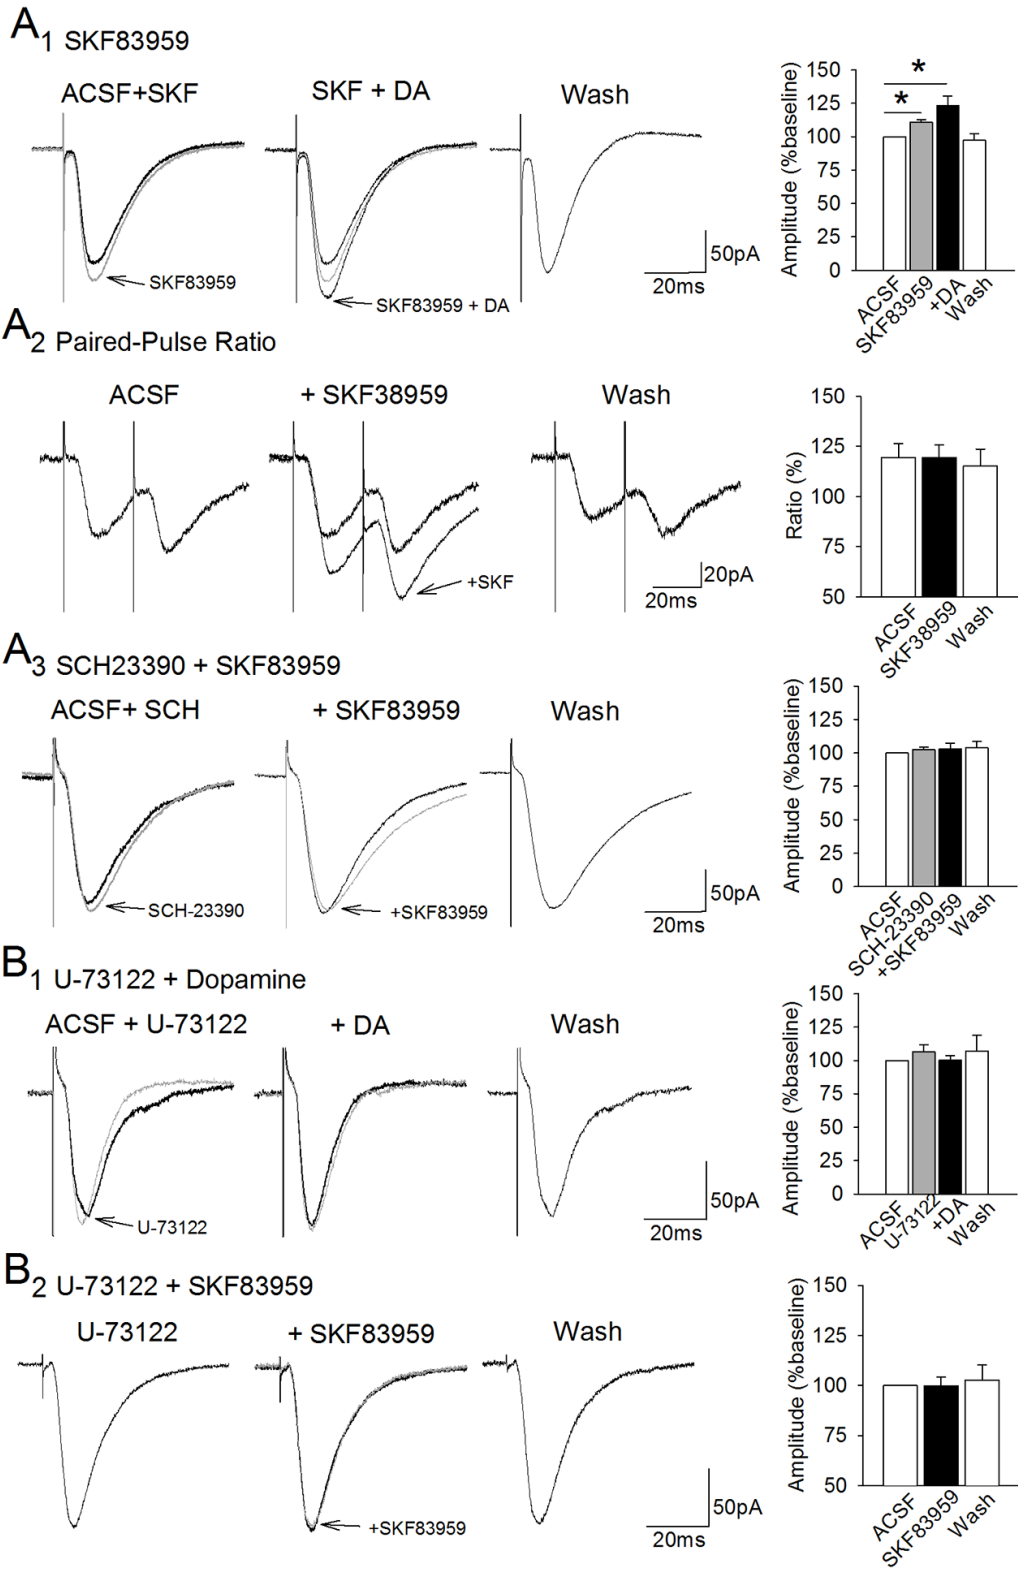 A1 SKF83959
ACSF+SKF
SKF + DA
Wash
SKF83959
SKF83959 + DA
50pA
20ms
Amplitude (%baseline)
150
125
100
75
50
25
0
*
*
ACSF
SKF83959
+DA
Wash
A2 Paired-Pulse Ratio
ACSF
+ SKF38959
Wash
+SKF
20pA
20ms
Ratio (%)
150
125
100
75
50
ACSF
SKF38959
Wash
A3 SCH23390 + SKF83959
ACSF+ SCH
+ SKF83959
Wash
SCH-23390
+SKF83959
50pA
20ms
Amplitude (%baseline)
150
125
100
75
50
25
0
ACSF
SCH-23390
+SKF83959
Wash
B1 U-73122 + Dopamine
ACSF + U-73122
+ DA
Wash
U-73122
50pA
20ms
Amplitude (%baseline)
150
125
100
75
50
25
0
ACSF
U-73122
+DA
Wash
B2 U-73122 + SKF83959
U-73122
+ SKF83959
Wash
+SKF83959
50pA
20ms
Amplitude (%baseline)
150
125
100
75
50
ACSF
SKF83959
Wash